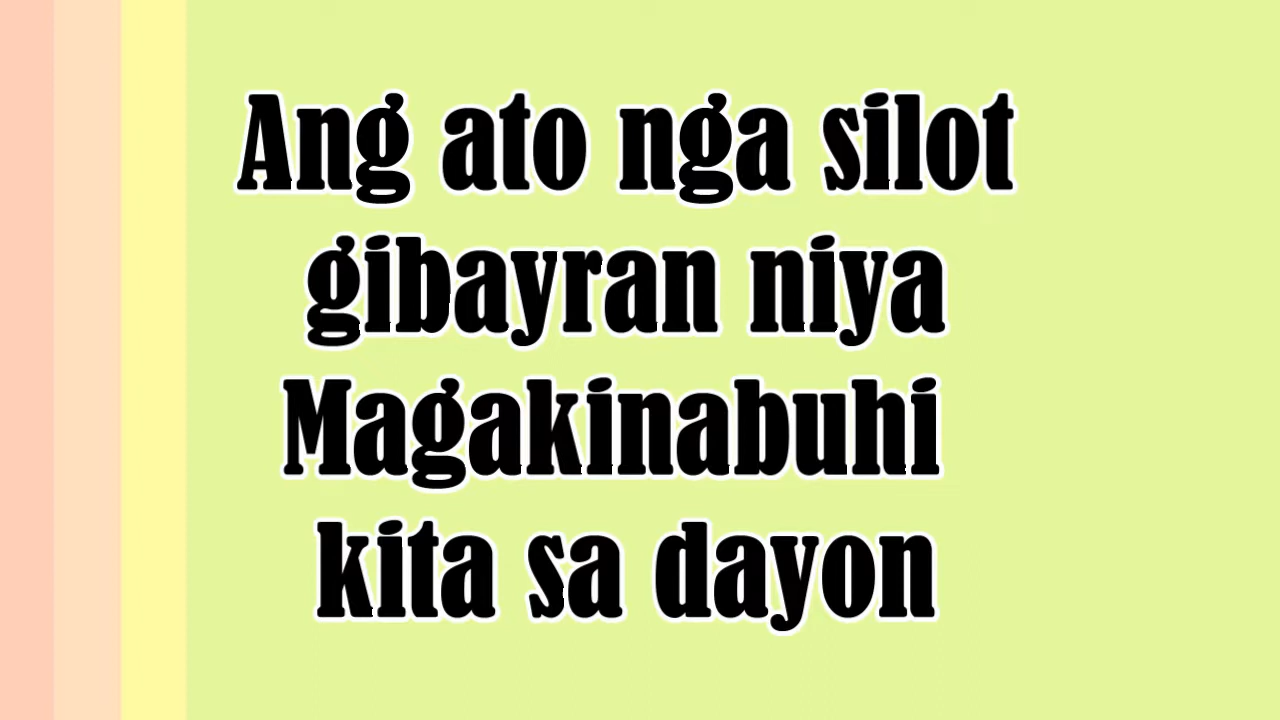 Ang ato nga silot
gibayran niya
Magakinabuhi
kita sa dayon